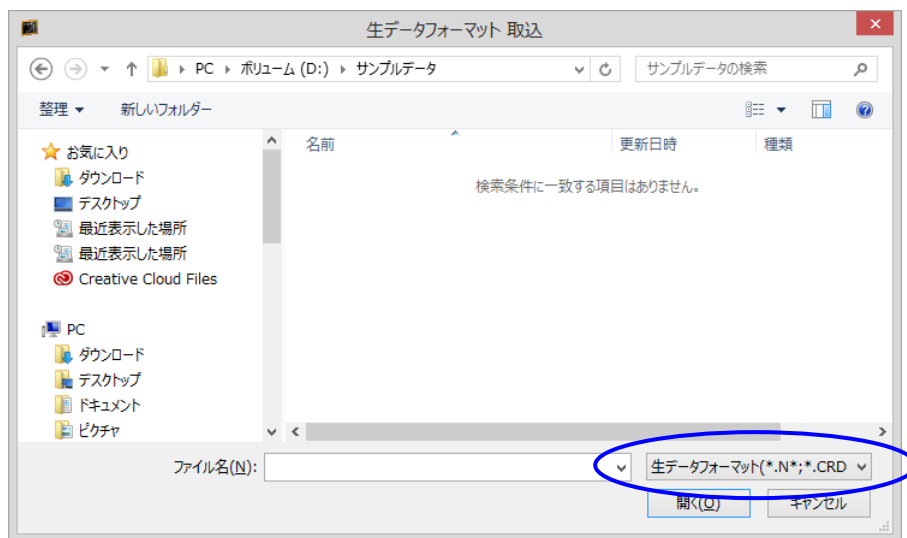 生データフォーマット 取込
PC ボリューム (D:) サンプルデータ
サンプルデータの検索
整理 新しいフォルダー
名前 更新日時 種類
検索条件に一致する項目はありません。
お気に入り
ダウンロード
デスクトップ
最近表示した場所
最近表示した場所
Creative Cloud Files
PC
ダウンロード
デスクトップ
ドキュメント
ピクチャ
ファイル名(N):
生データフォーマット(*.N*;*.CRD
開く(O) キャンセル